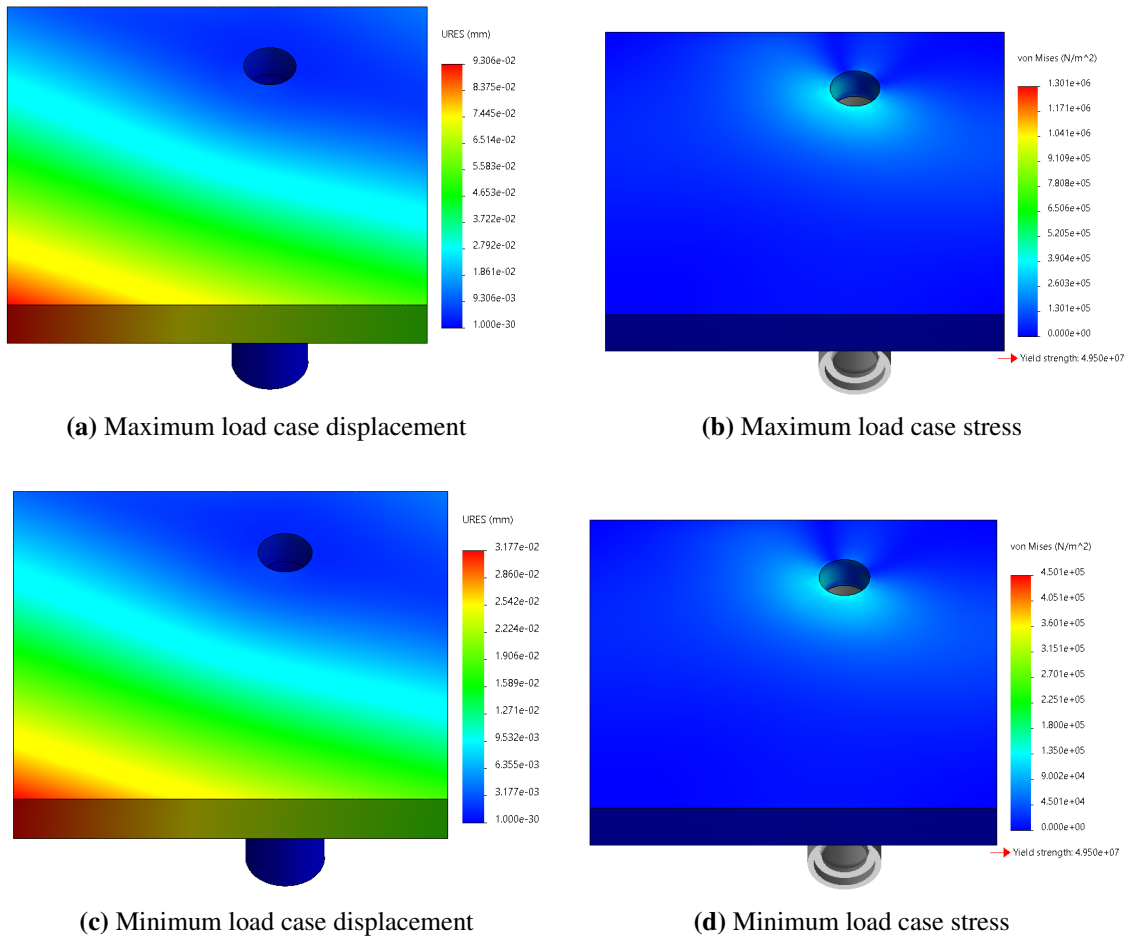 URES (mm)
9.306e-02
8.375e-02
7.445e-02
6.514e-02
5.583e-02
4.653e-02
3.722e-02
2.792e-02
1.861e-02
9.306e-03
1.000e-30
von Mises (N/m^2)
1.301e+06
1.171e+06
1.041e+06
9.109e+05
7.808e+05
6.506e+05
5.205e+05
3.904e+05
2.603e+05
1.301e+05
0.000e+00
Yield strength: 4.950e+07
(a) Maximum load case displacement
(b) Maximum load case stress
URES (mm)
3.177e-02
2.860e-02
2.542e-02
2.224e-02
1.906e-02
1.589e-02
1.271e-02
9.532e-03
6.355e-03
3.177e-03
1.000e-30
von Mises (N/m^2)
4.501e+05
4.051e+05
3.601e+05
3.151e+05
2.701e+05
2.251e+05
1.800e+05
1.350e+05
9.002e+04
4.501e+04
0.000e+00
Yield strength: 4.950e+07
(c) Minimum load case displacement
(d) Minimum load case stress